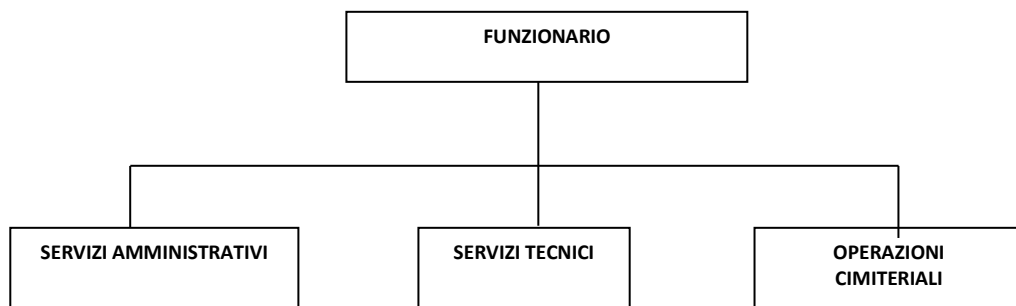 FUNZIONARIO
SERVIZI AMMINISTRATIVI
SERVIZI TECNICI
OPERAZIONI
CIMITERIALI